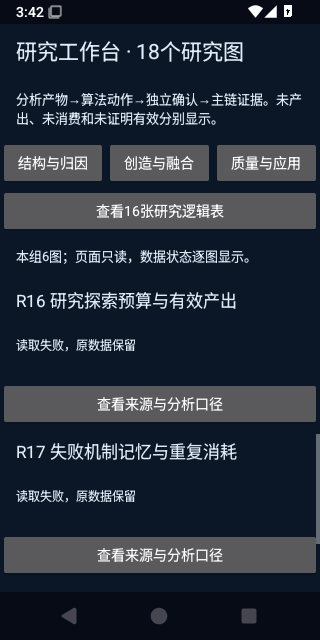 3:42
研究工作台 · 18个研究图
分析产物→算法动作→独立确认→主链证据。未产
出、未消费和未证明有效分别显示。
结构与归因 创造与融合 质量与应用
查看16张研究逻辑表
本组6图；页面只读，数据状态逐图显示。
R16 研究探索预算与有效产出
读取失败，原数据保留
查看来源与分析口径
R17 失败机制记忆与重复消耗
读取失败，原数据保留
查看来源与分析口径